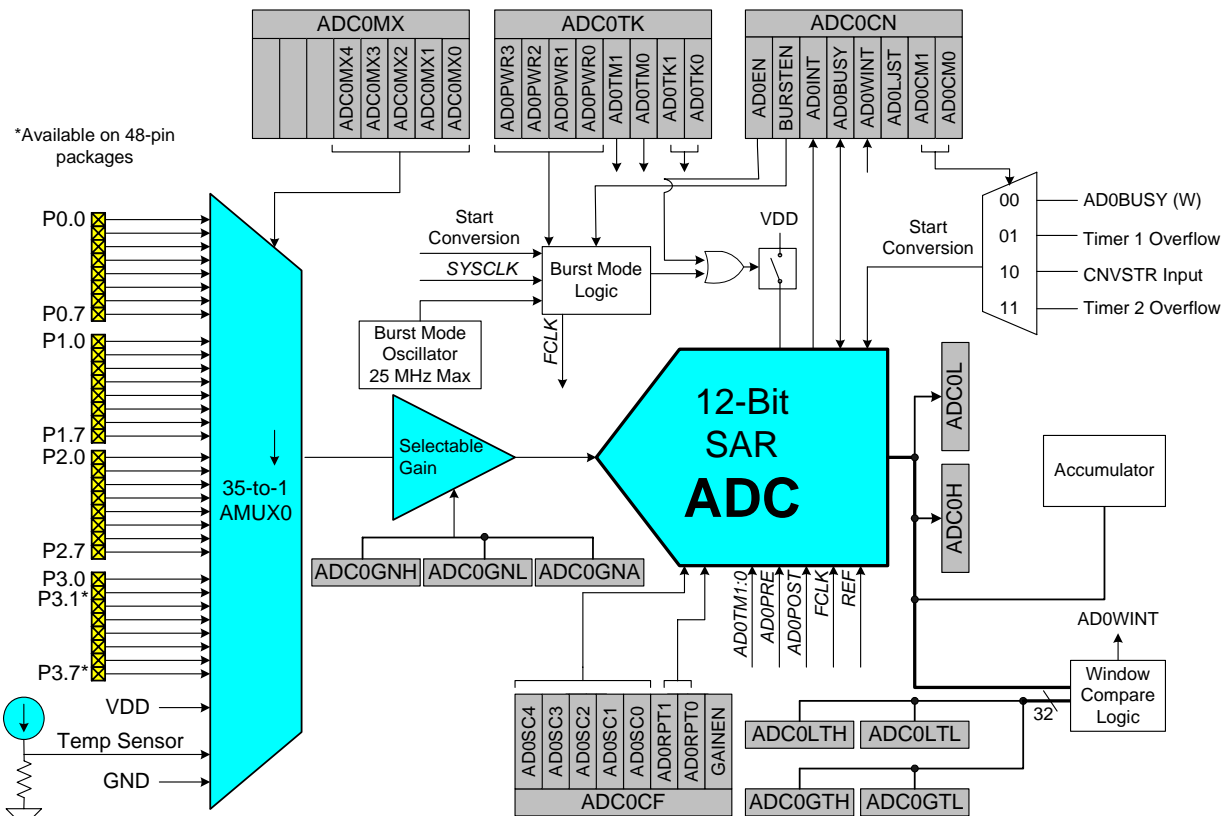 ADC0MX
ADC0MX4
ADC0MX3
ADC0MX2
ADC0MX1
ADC0MX0
ADC0TK
AD0PWR3
AD0PWR2
AD0PWR1
AD0PWR0
AD0TM1
AD0TM0
AD0TK1
AD0TK0
ADC0CN
AD0EN
BURSTEN
AD0INT
AD0BUSY
AD0WINT
AD0LJST
AD0CM1
AD0CM0
*Available on 48-pin
packages
P0.0
P0.7
P1.0
P1.7
P2.0
P2.7
P3.0
P3.1*
P3.7*
VDD
Temp Sensor
GND
35-to-1
AMUX0
Start
Conversion
SYSCLK
Burst Mode
Logic
Burst Mode
Oscillator
25 MHz Max
FCLK
VDD
Start
Conversion
00
01
10
11
AD0BUSY (W)
Timer 1 Overflow
CNVSTR Input
Timer 2 Overflow
Selectable
Gain
ADC0GNH
ADC0GNL
ADC0GNA
12-Bit
SAR
ADC
ADC0L
ADC0H
Accumulator
AD0TM1:0
AD0PRE
AD0POST
FCLK
REF
AD0WINT
Window
Compare
Logic
32
AD0SC4
AD0SC3
AD0SC2
AD0SC1
AD0SC0
AD0RPT1
AD0RPT0
GAINEN
ADC0CF
ADC0LTH
ADC0LTL
ADC0GTH
ADC0GTL